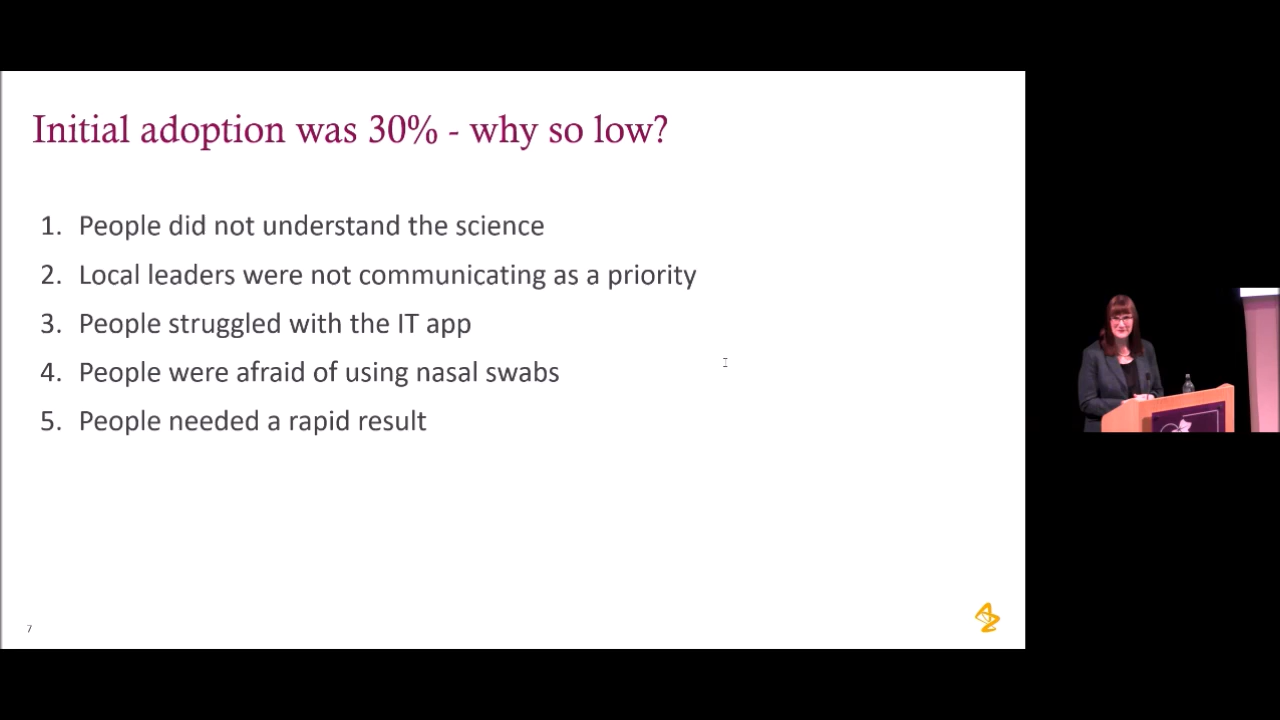 Initial adoption was 30% - why so low?
1. People did not understand the science
2. Local leaders were not communicating as a priority
3. People struggled with the IT app
4. People were afraid of using nasal swabs
5. People needed a rapid result
7